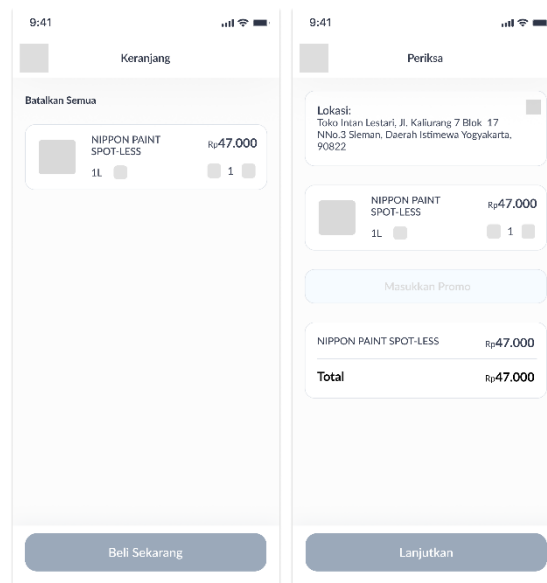 9:41
Keranjang
Batalkan Semua
NIPPON PAINT
SPOT-LESS
Rp47.000
1L
1
Beli Sekarang
9:41
Periksa
Lokasi:
Toko Intan Lestari, Jl. Kaliurang 7 Blok 17
NNo.3 Sleman, Daerah Istimewa Yogyakarta,
90822
NIPPON PAINT
SPOT-LESS
Rp47.000
1L
1
Masukkan Promo
NIPPON PAINT SPOT-LESS Rp47.000
Total Rp47.000
Lanjutkan